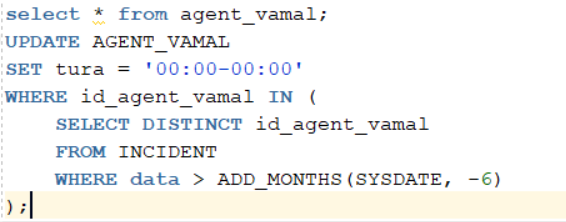 select * from agent_vamal;
UPDATE AGENT_VAMAL
SET tura = '00:00-00:00'
WHERE id_agent_vamal IN (
    SELECT DISTINCT id_agent_vamal
    FROM INCIDENT
    WHERE data > ADD_MONTHS(SYSDATE, -6)
);